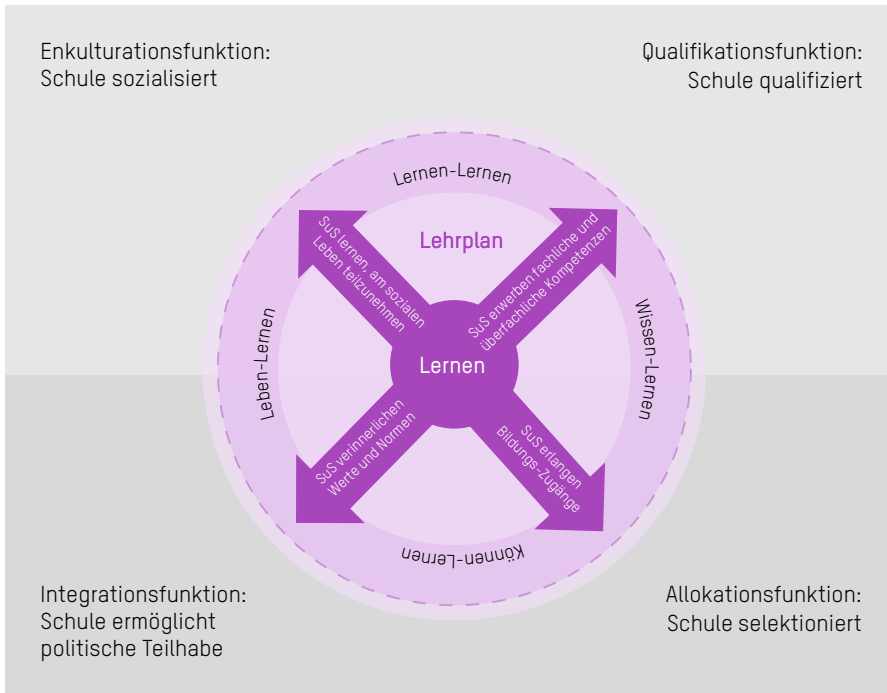 Enkulturationsfunktion:
Schule sozialisiert
Qualifikationsfunktion:
Schule qualifiziert
Lernen-Lernen
Lehrplan
SuS lernen, am sozialen
Leben teilzunehmen
SuS erwerben fachliche und
überfachliche Kompetenzen
Leben-Lernen
Lernen
Wissen-Lernen
SuS verinnerlichen
Werte und Normen
SuS erlangen
Bildungs-Zugänge
Können-Lernen
Integrationsfunktion:
Schule ermöglicht
politische Teilhabe
Allokationsfunktion:
Schule selektioniert